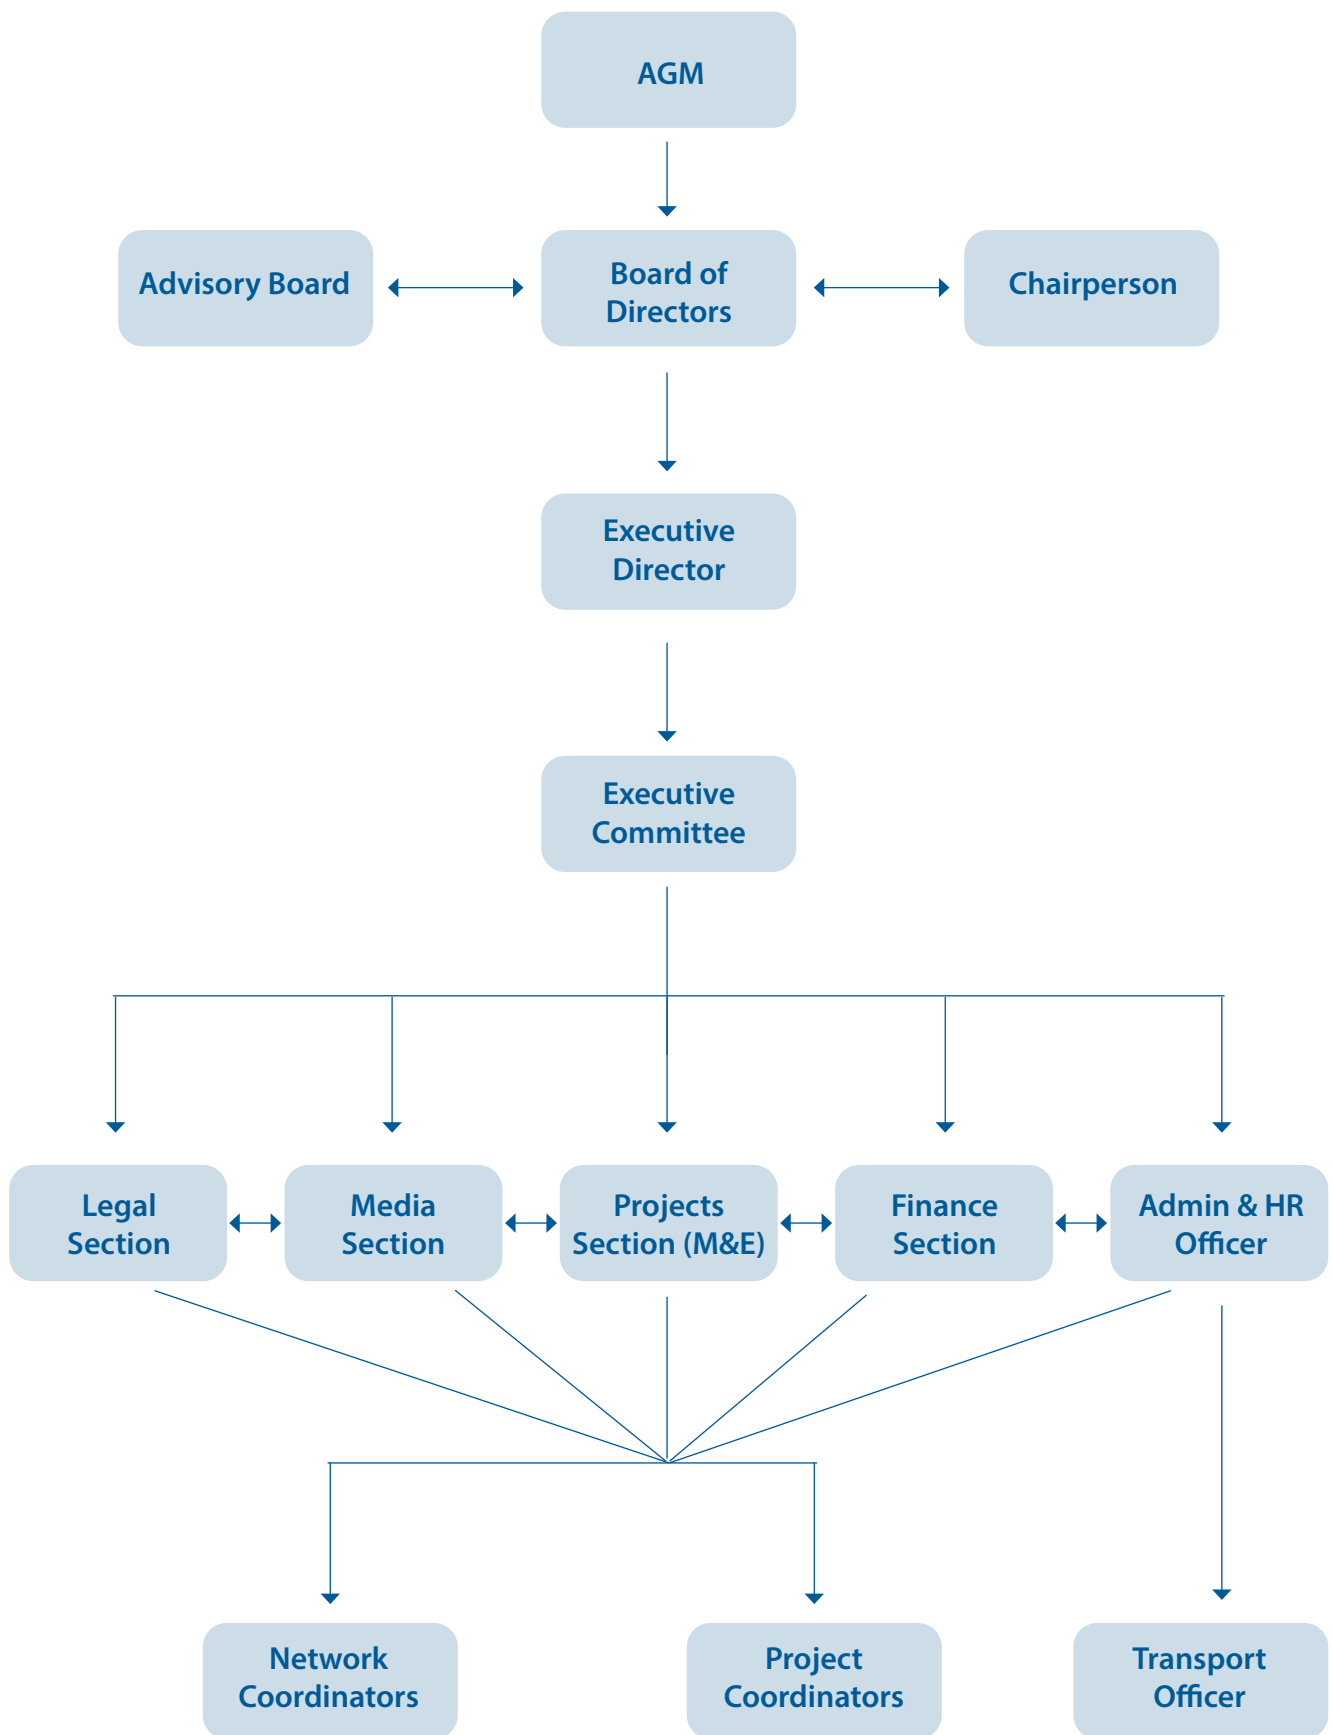 AGM
Advisory Board
Board of
Directors
Chairperson
Executive
Director
Executive
Committee
Legal
Section
Media
Section
Projects
Section (M&E)
Finance
Section
Admin & HR
Officer
Network
Coordinators
Project
Coordinators
Transport
Officer